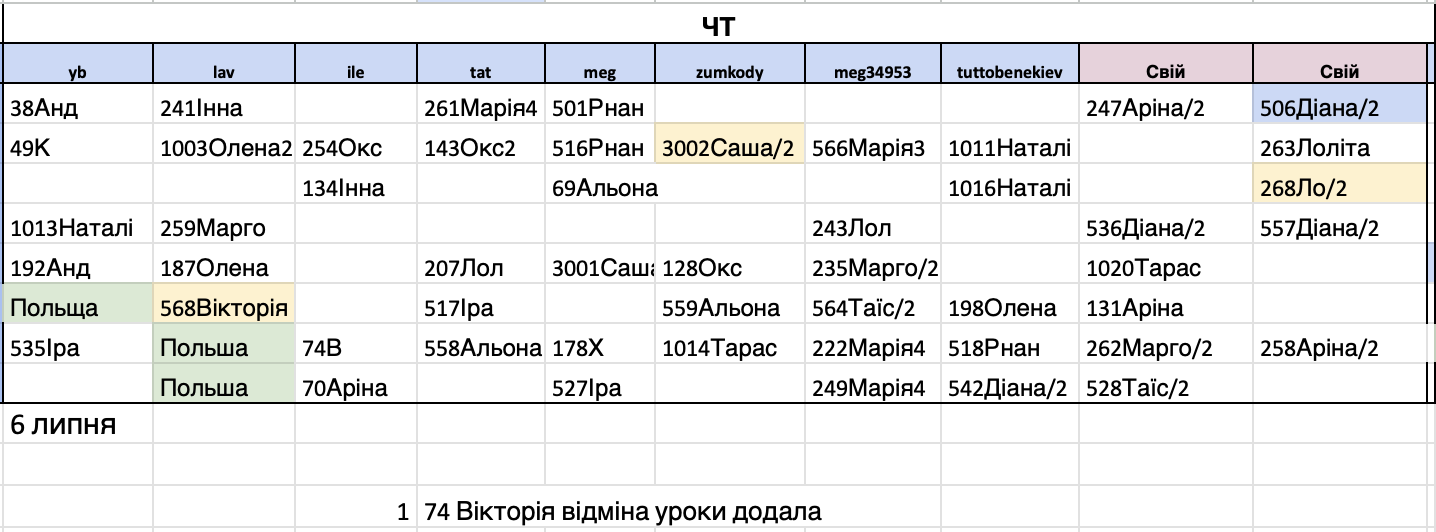 ЧТ
yb lav ile tat meg zumkody meg34953 tuttobenekiev Свій Свій
38Анд 241Інна 261Марія4 501Рнан 247Аріна/2 506Діана/2
49К 1003Олена2 254Окс 143Окс2 516Рнан 3002Саша/2 566Марія3 1011Наталі 263Лоліта
134Інна 69Альона 1016Наталі 268Ло/2
1013Наталі 259Марго 243Лол 536Діана/2 557Діана/2
192Анд 187Олена 207Лол 3001Саша 128Окс 235Марго/2 1020Тарас
Польща 568Вікторія 517Іра 559Альона 564Таїс/2 198Олена 131Аріна
535Іра Польша 74В 558Альона 178Х 1014Тарас 222Марія4 518Рнан 262Марго/2 258Аріна/2
Польша 70Аріна 527Іра 249Марія4 542Діана/2 528Таїс/2
6 липня
1 74 Вікторія відміна уроки додала